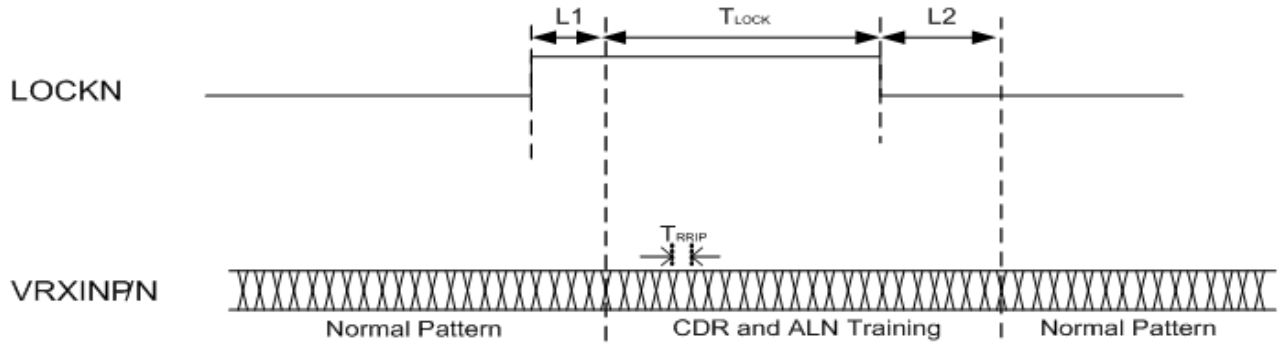 L1
TLOCK
L2
LOCKN
TRRIP
VRXINP/N
Normal Pattern
CDR and ALN Training
Normal Pattern